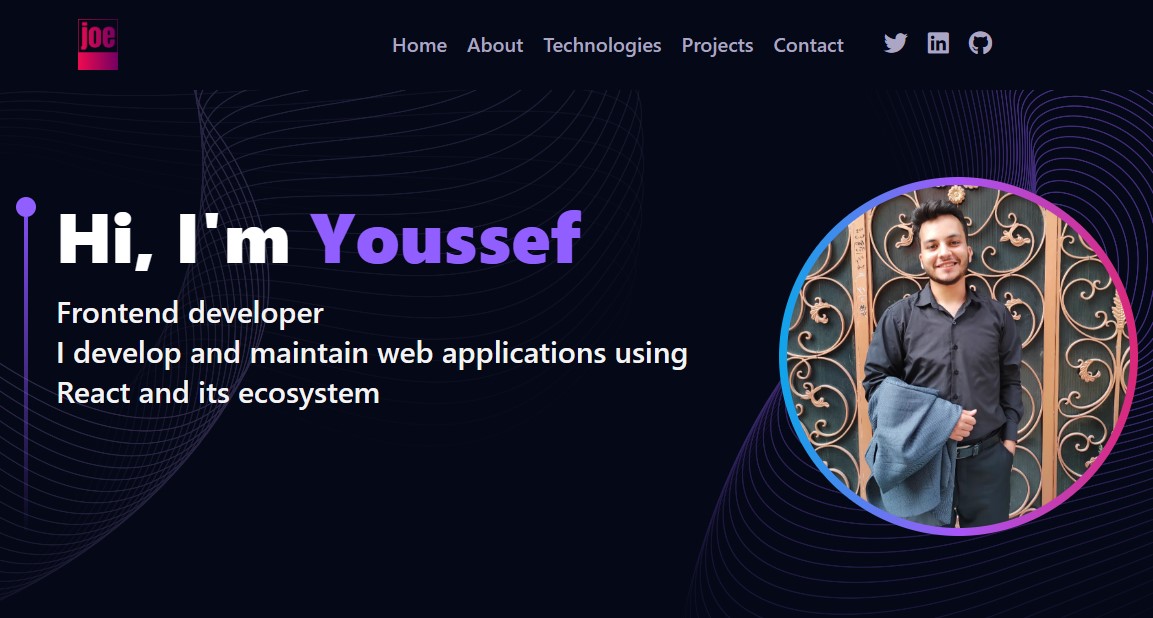 joe
Home About Technologies Projects Contact
Hi, I'm Youssef
Frontend developer
I develop and maintain web applications using
React and its ecosystem